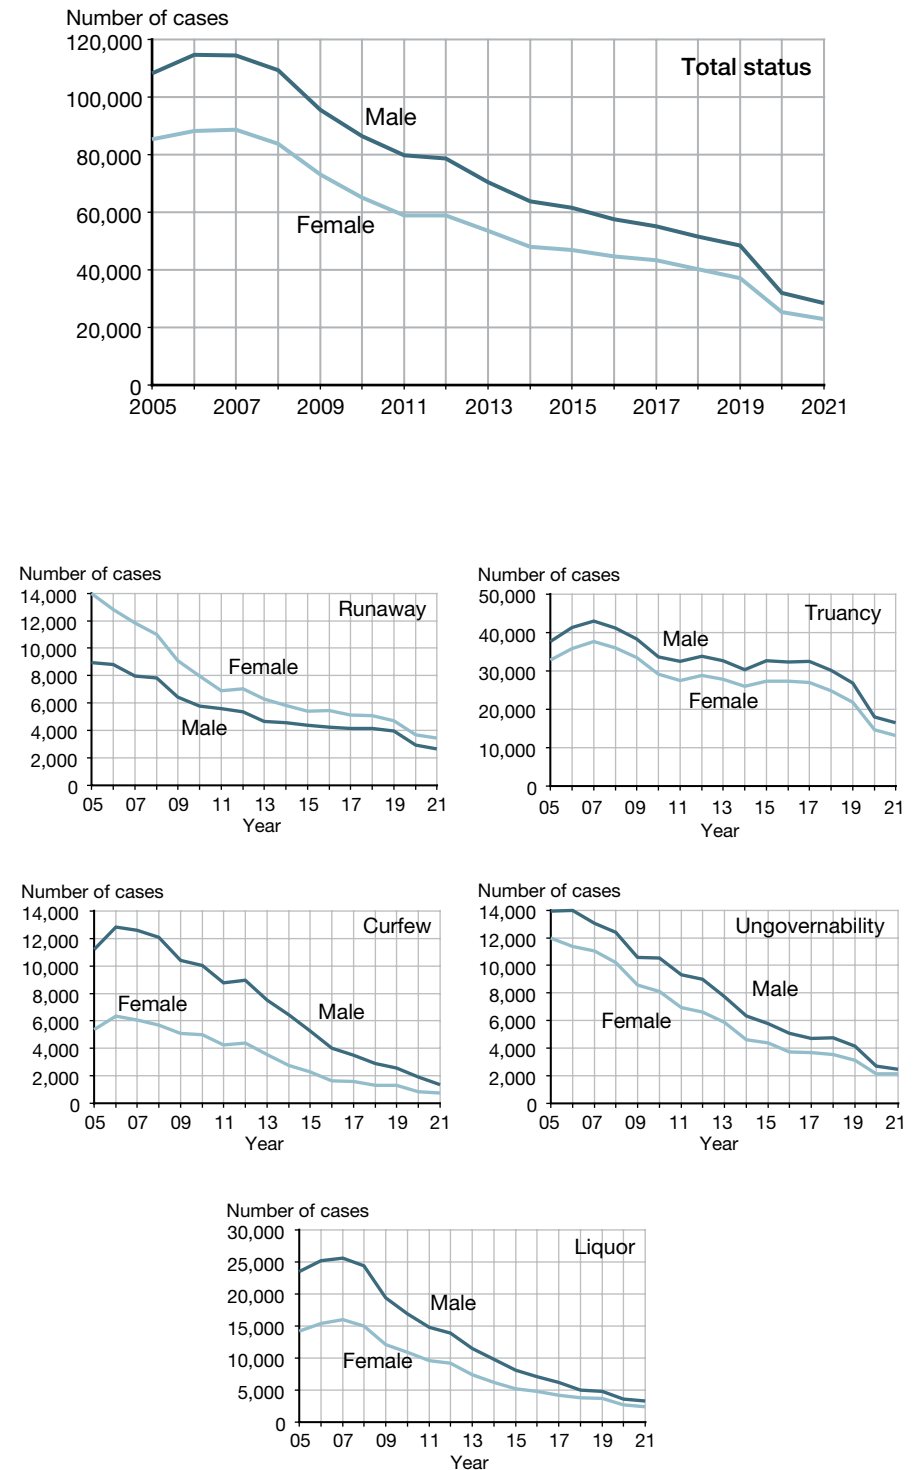 Number of cases
120,000
Total status
100,000
Male
80,000
60,000
Female
40,000
20,000
0
2005 2007 2009 2011 2013 2015 2017 2019 2021
Number of cases
14,000
Runaway
12,000
10,000
Female
8,000
6,000
Male
4,000
2,000
0
05 07 09 11 13 15 17 19 21
Year
Number of cases
50,000
Truancy
40,000
Male
30,000
Female
20,000
10,000
0
05 07 09 11 13 15 17 19 21
Year
Number of cases
14,000
Curfew
12,000
10,000
8,000
Female
Male
6,000
4,000
2,000
0
05 07 09 11 13 15 17 19 21
Year
Number of cases
14,000
Ungovernability
12,000
10,000
Male
8,000
Female
6,000
4,000
2,000
0
05 07 09 11 13 15 17 19 21
Year
Number of cases
30,000
Liquor
25,000
20,000
Male
15,000
Female
10,000
5,000
0
05 07 09 11 13 15 17 19 21
Year